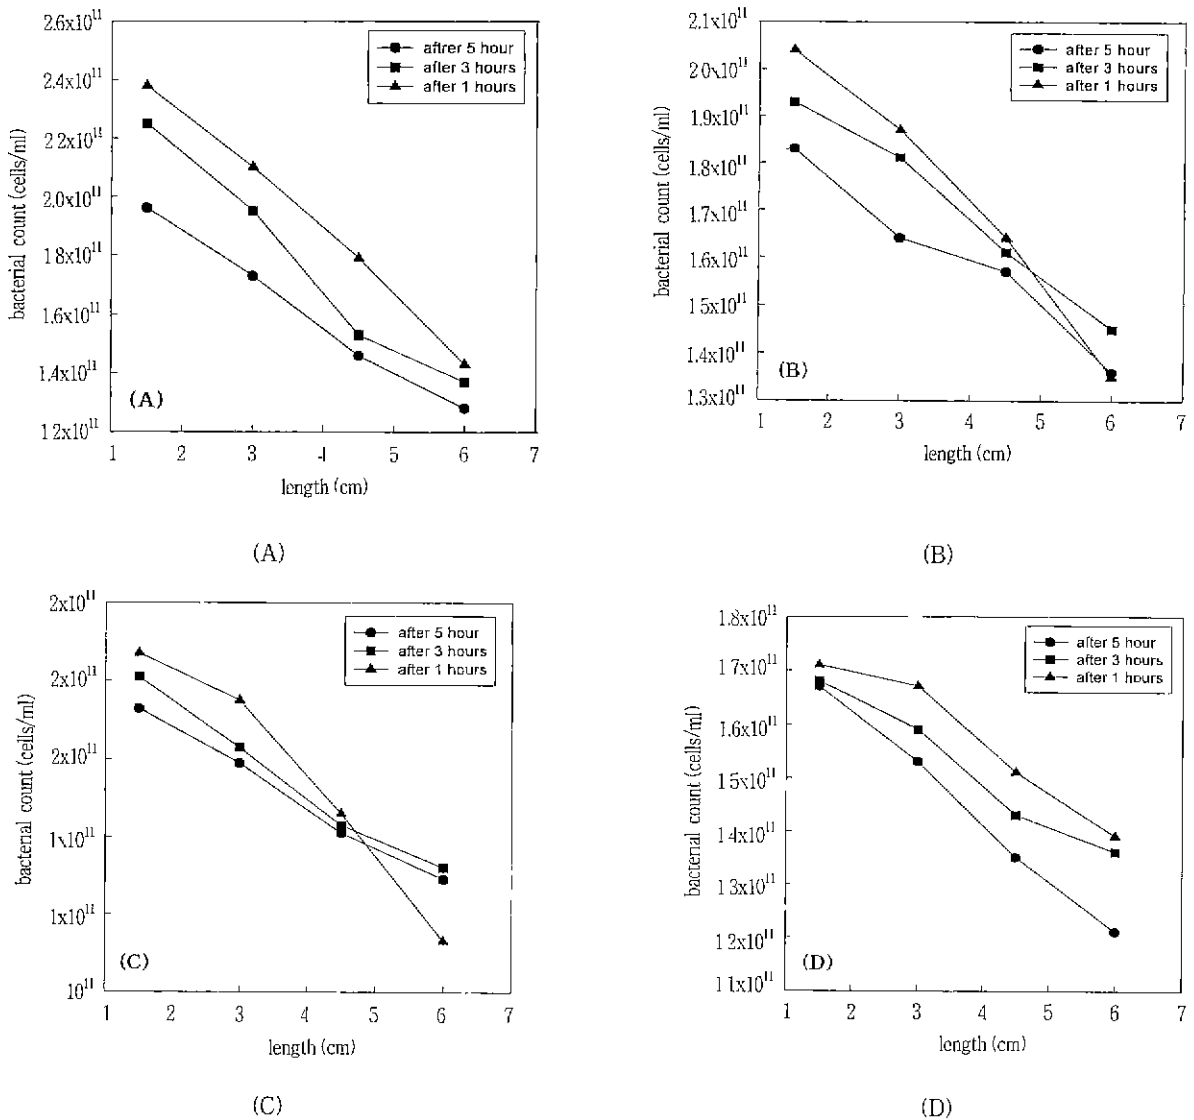 2.6x10¹¹
2.4x10¹¹
2.2x10¹¹
2.0x10¹¹
1.8x10¹¹
1.6x10¹¹
1.4x10¹¹
1.2x10¹¹
bacterial count (cells/ml)
aftrer 5 hour
after 3 hours
after 1 hours
(A)
1 2 3 4 5 6 7
length (cm)
(A)
2.1x10¹¹
2.0x10¹¹
1.9x10¹¹
1.8x10¹¹
1.7x10¹¹
1.6x10¹¹
1.5x10¹¹
1.4x10¹¹
1.3x10¹¹
bacterial count (cells/ml)
after 5 hour
after 3 hours
after 1 hours
(B)
1 2 3 4 5 6 7
length (cm)
(B)
2x10¹¹
2x10¹¹
2x10¹¹
1x10¹¹
1x10¹¹
10¹¹
bacterial count (cells/ml)
after 5 hour
after 3 hours
after 1 hours
(C)
1 2 3 4 5 6 7
length (cm)
(C)
1.8x10¹¹
1.7x10¹¹
1.6x10¹¹
1.5x10¹¹
1.4x10¹¹
1.3x10¹¹
1.2x10¹¹
1.1x10¹¹
bacterial count (cells/ml)
after 5 hour
after 3 hours
after 1 hours
(D)
1 2 3 4 5 6 7
length (cm)
(D)